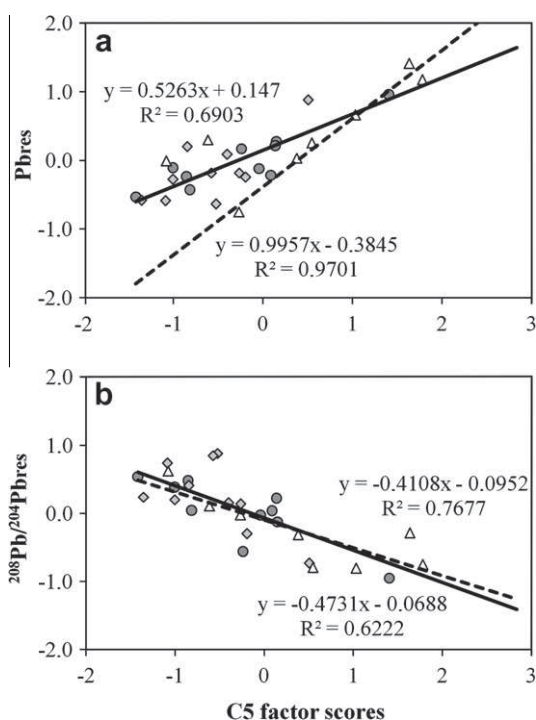 2.0
a
y = 0.5263x + 0.147
R² = 0.6903
1.0
Pbres
0.0
-1.0
y = 0.9957x - 0.3845
R² = 0.9701
-2.0
-2
-1
0
1
2
3
2.0
b
1.0
²⁰⁸Pb/²⁰⁴Pbres
y = -0.4108x - 0.0952
R² = 0.7677
0.0
-1.0
y = -0.4731x - 0.0688
R² = 0.6222
-2.0
-2
-1
0
1
2
3
C5 factor scores